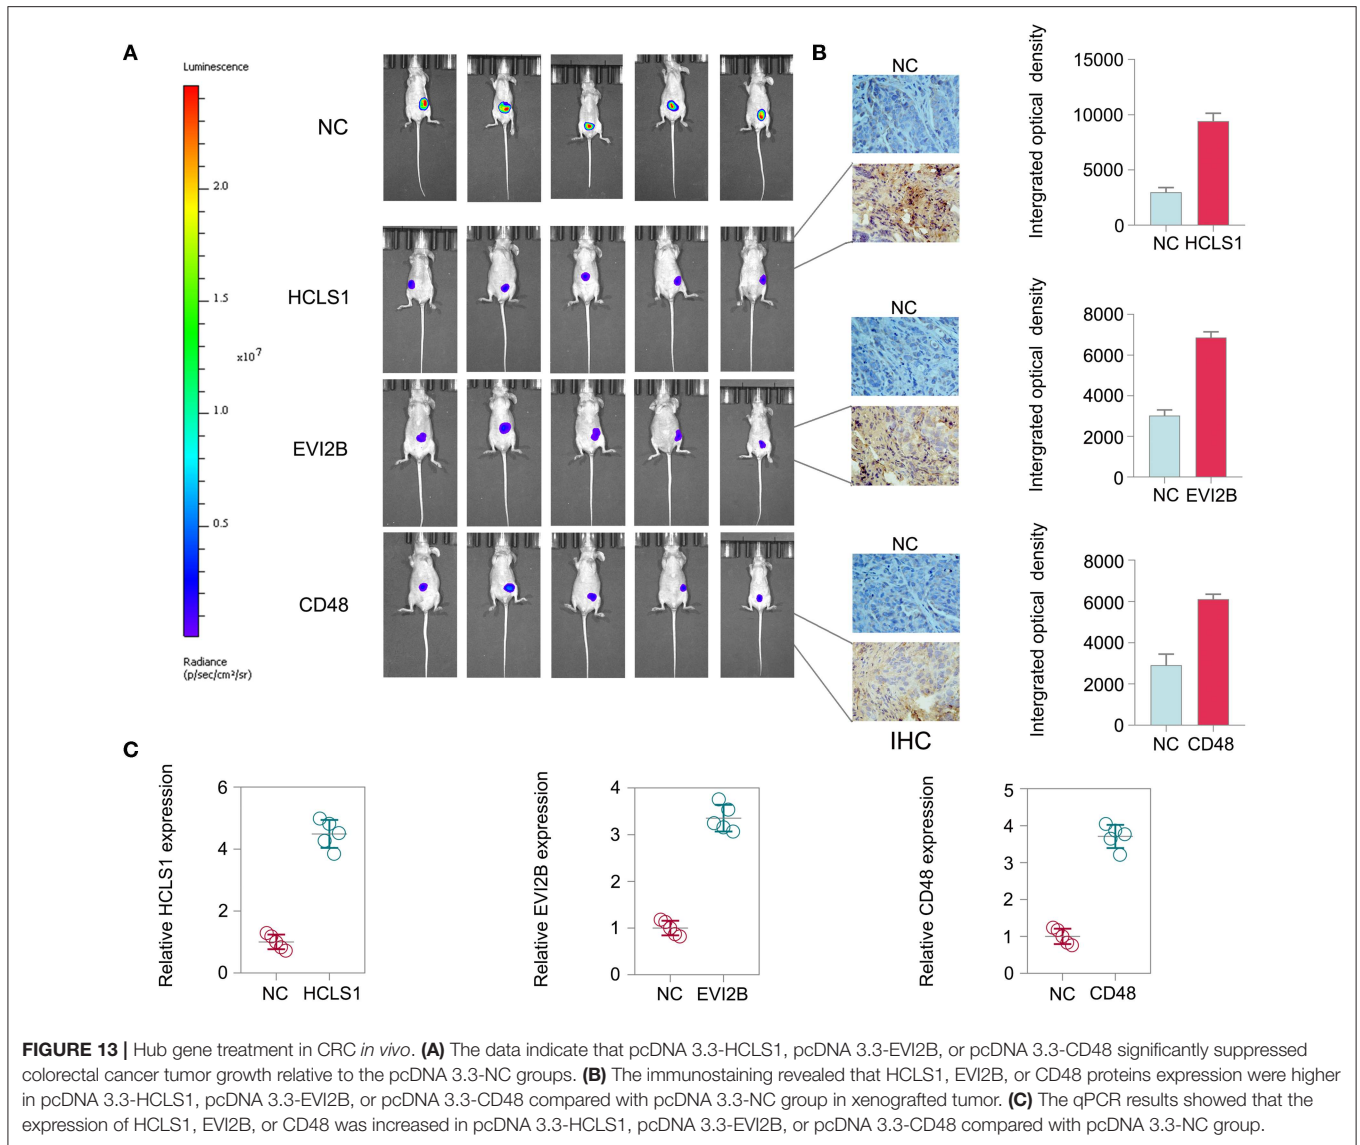 A
Luminescence
2.0
1.5
x10⁷
1.0
0.5
Radiance
(p/sec/cm²/sr)
NC
HCLS1
EVI2B
CD48
B
NC
NC
NC
IHC
Intergrated optical density
15000
10000
5000
0
NC HCLS1
Intergrated optical density
8000
6000
4000
2000
0
NC EVI2B
Intergrated optical density
8000
6000
4000
2000
0
NC CD48
C
Relative HCLS1 expression
6
4
2
0
NC HCLS1
Relative EVI2B expression
4
3
2
1
0
NC EVI2B
Relative CD48 expression
5
4
3
2
1
0
NC CD48
FIGURE 13 | Hub gene treatment in CRC in vivo. (A) The data indicate that pcDNA 3.3-HCLS1, pcDNA 3.3-EVI2B, or pcDNA 3.3-CD48 significantly suppressed
colorectal cancer tumor growth relative to the pcDNA 3.3-NC groups. (B) The immunostaining revealed that HCLS1, EVI2B, or CD48 proteins expression were higher
in pcDNA 3.3-HCLS1, pcDNA 3.3-EVI2B, or pcDNA 3.3-CD48 compared with pcDNA 3.3-NC group in xenografted tumor. (C) The qPCR results showed that the
expression of HCLS1, EVI2B, or CD48 was increased in pcDNA 3.3-HCLS1, pcDNA 3.3-EVI2B, or pcDNA 3.3-CD48 compared with pcDNA 3.3-NC group.